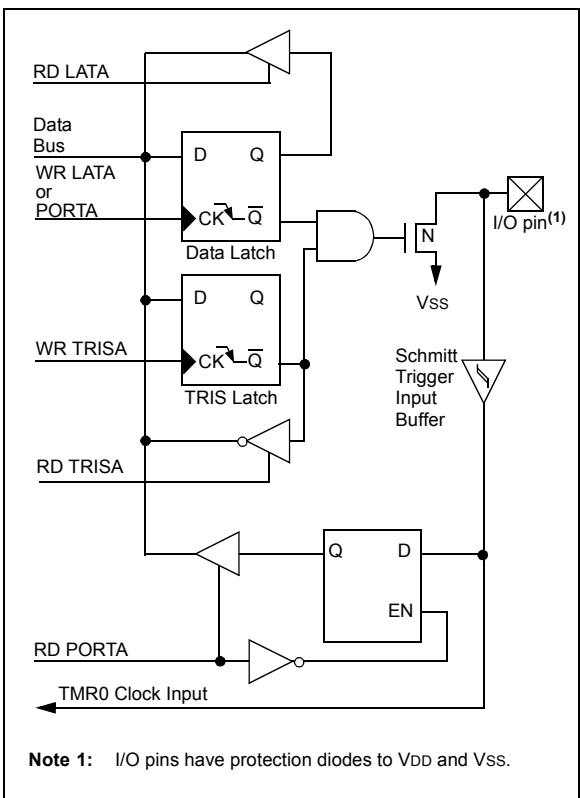 RD LATA
Data
Bus
WR LATA
or
PORTA
D Q
CK Q̅
Data Latch
N
I/O pin(1)
VSS
D Q
WR TRISA
CK Q̅
TRIS Latch
Schmitt
Trigger
Input
Buffer
RD TRISA
Q D
EN
RD PORTA
TMR0 Clock Input
Note 1: I/O pins have protection diodes to VDD and VSS.